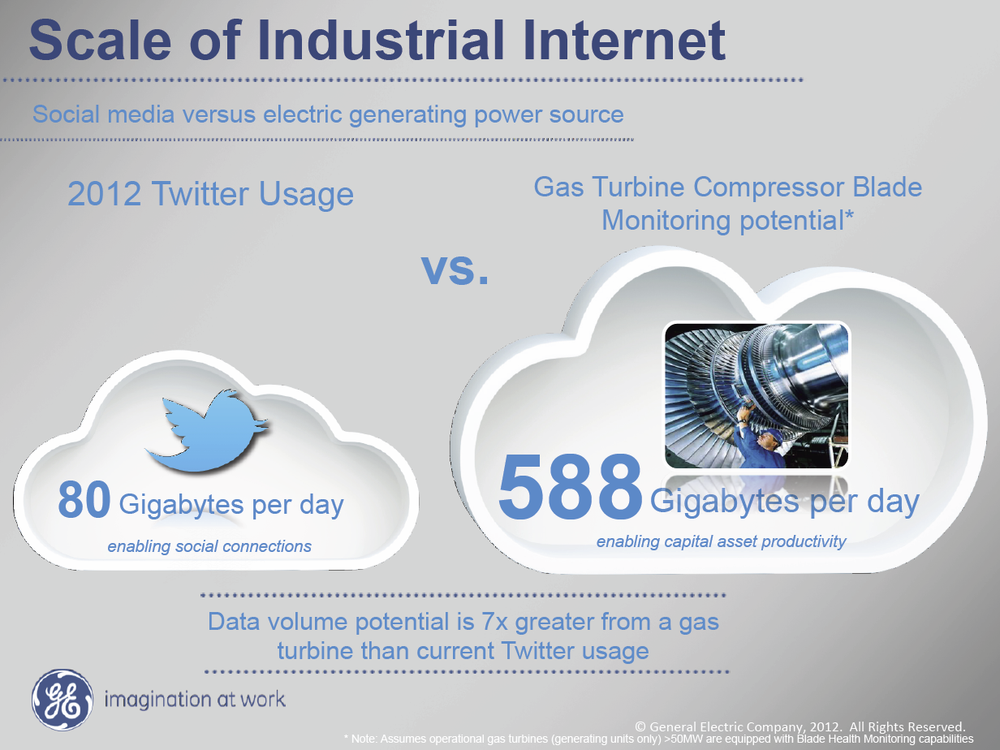 Scale of Industrial Internet
Social media versus electric generating power source
2012 Twitter Usage
vs.
Gas Turbine Compressor Blade
Monitoring potential*
80 Gigabytes per day
enabling social connections
588 Gigabytes per day
enabling capital asset productivity
Data volume potential is 7x greater from a gas
turbine than current Twitter usage
GE imagination at work
© General Electric Company, 2012. All Rights Reserved.
* Note: Assumes operational gas turbines (generating units only) >50MW are equipped with Blade Health Monitoring capabilities